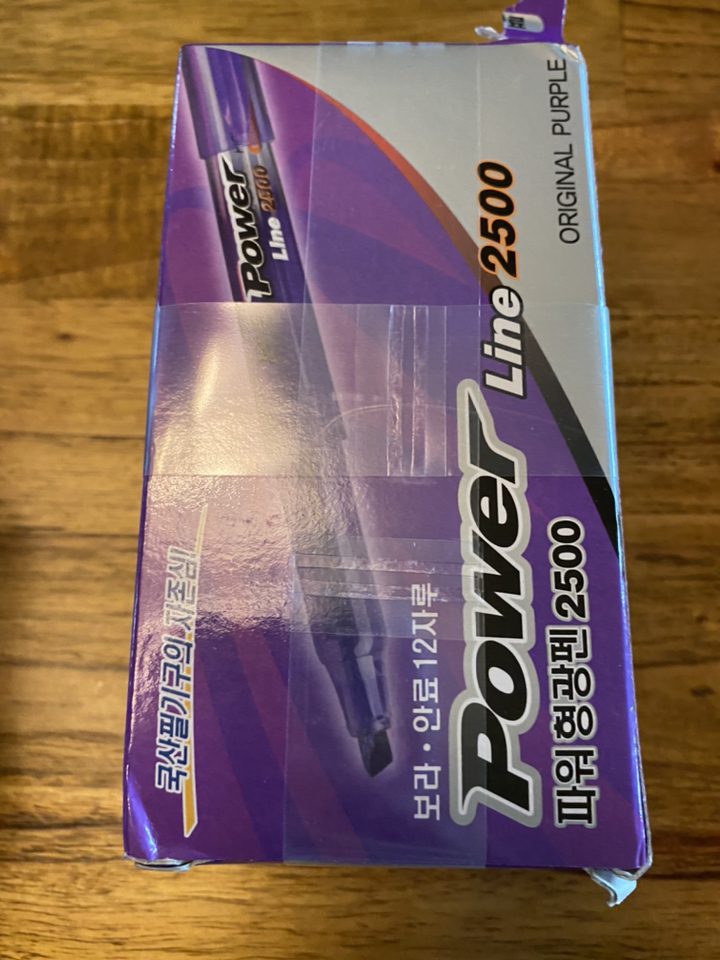 국산필기구의 자존심!
Power
Line 2500
보라 • 안료 12자루
Power Line 2500
파워 형광펜 2500
ORIGINAL PURPLE